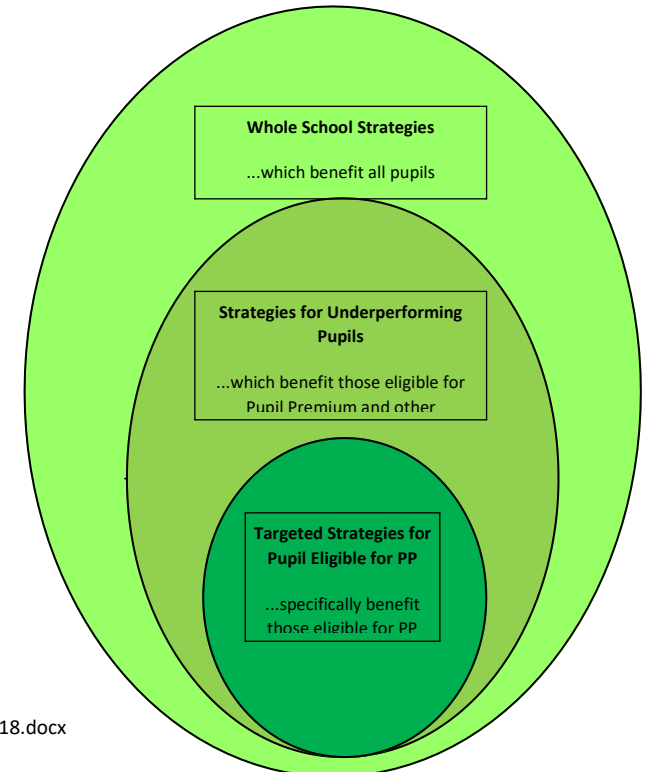 Whole School Strategies
...which benefit all pupils
Strategies for Underperforming
Pupils
...which benefit those eligible for
Pupil Premium and other
Targeted Strategies for
Pupil Eligible for PP
...specifically benefit
those eligible for PP
18.docx